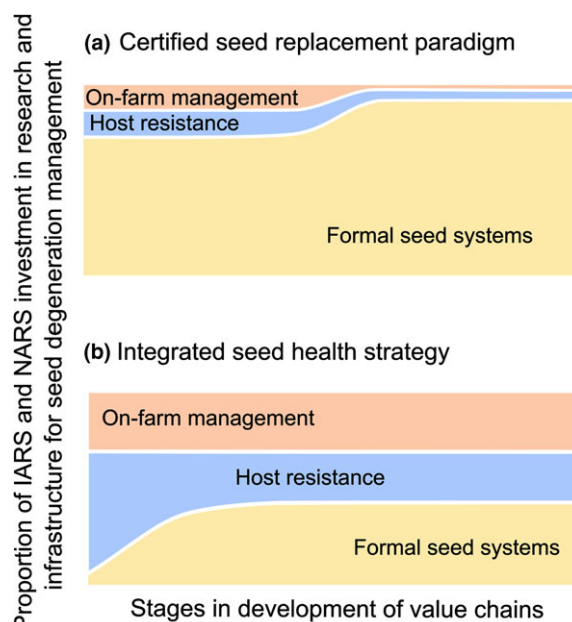 Proportion of IARS and NARS investment in research and
infrastructure for seed degeneration management
(a) Certified seed replacement paradigm
On-farm management
Host resistance
Formal seed systems
(b) Integrated seed health strategy
On-farm management
Host resistance
Formal seed systems
Stages in development of value chains